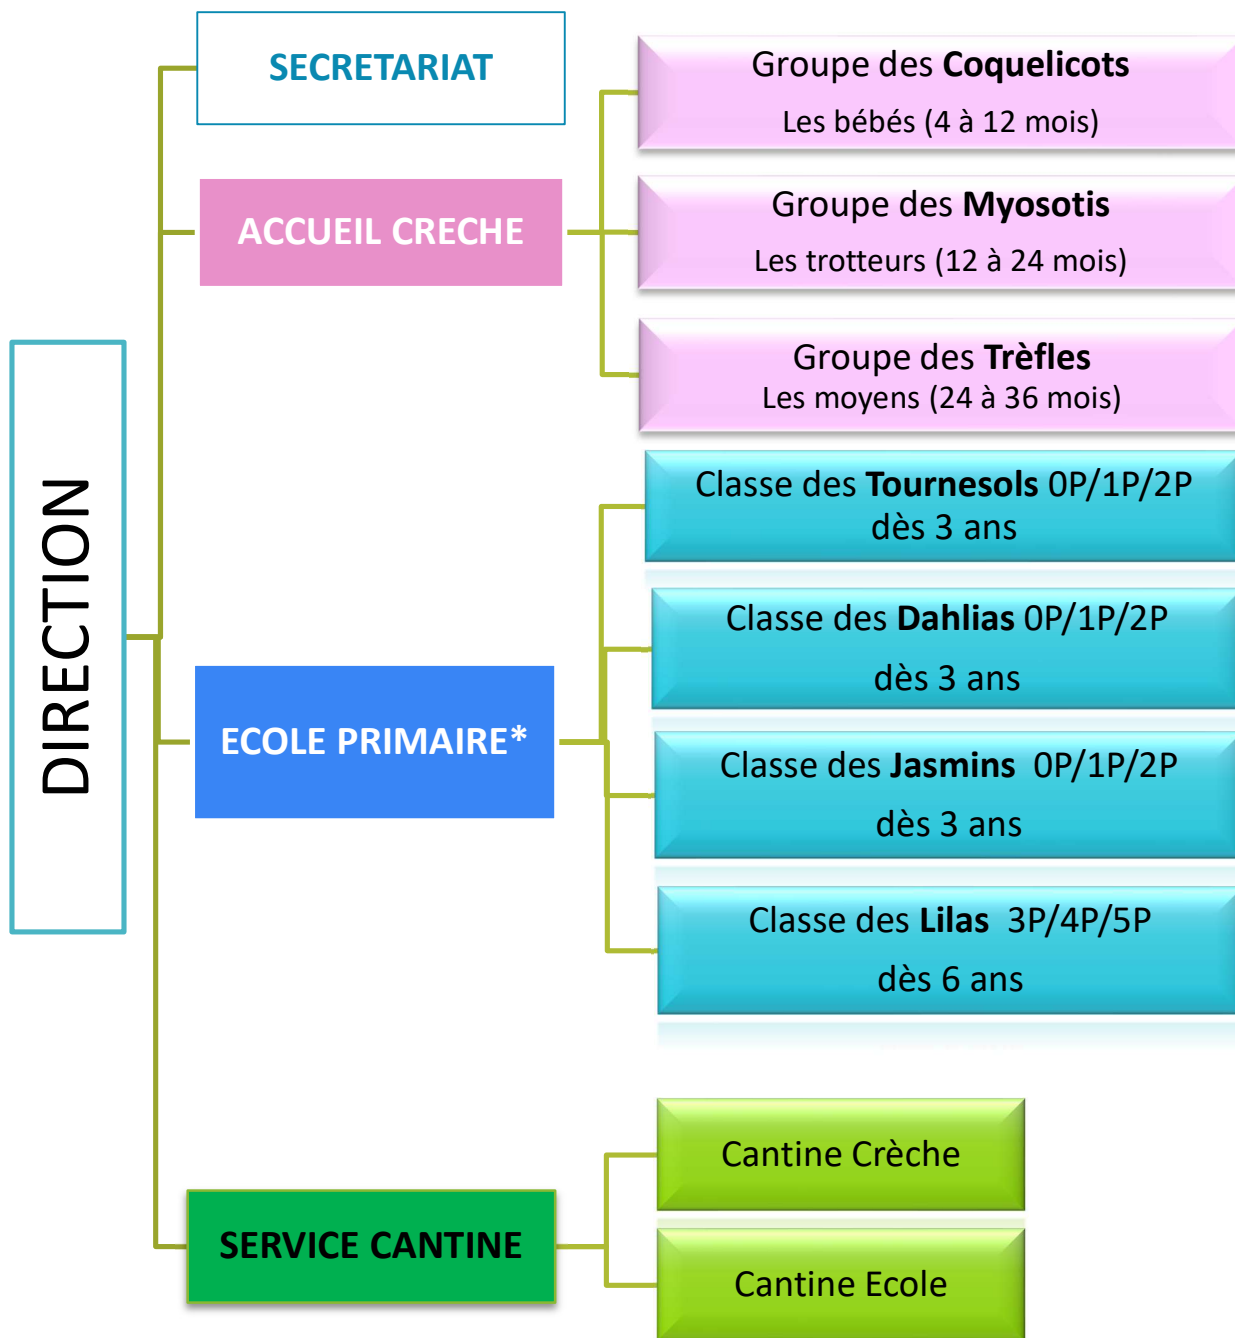 DIRECTION
SECRETARIAT
ACCUEIL CRECHE
Groupe des Coquelicots
Les bébés (4 à 12 mois)
Groupe des Myosotis
Les trotteurs (12 à 24 mois)
Groupe des Trèfles
Les moyens (24 à 36 mois)
ECOLE PRIMAIRE*
Classe des Tournesols 0P/1P/2P
dès 3 ans
Classe des Dahlias 0P/1P/2P
dès 3 ans
Classe des Jasmins 0P/1P/2P
dès 3 ans
Classe des Lilas 3P/4P/5P
dès 6 ans
SERVICE CANTINE
Cantine Crèche
Cantine Ecole